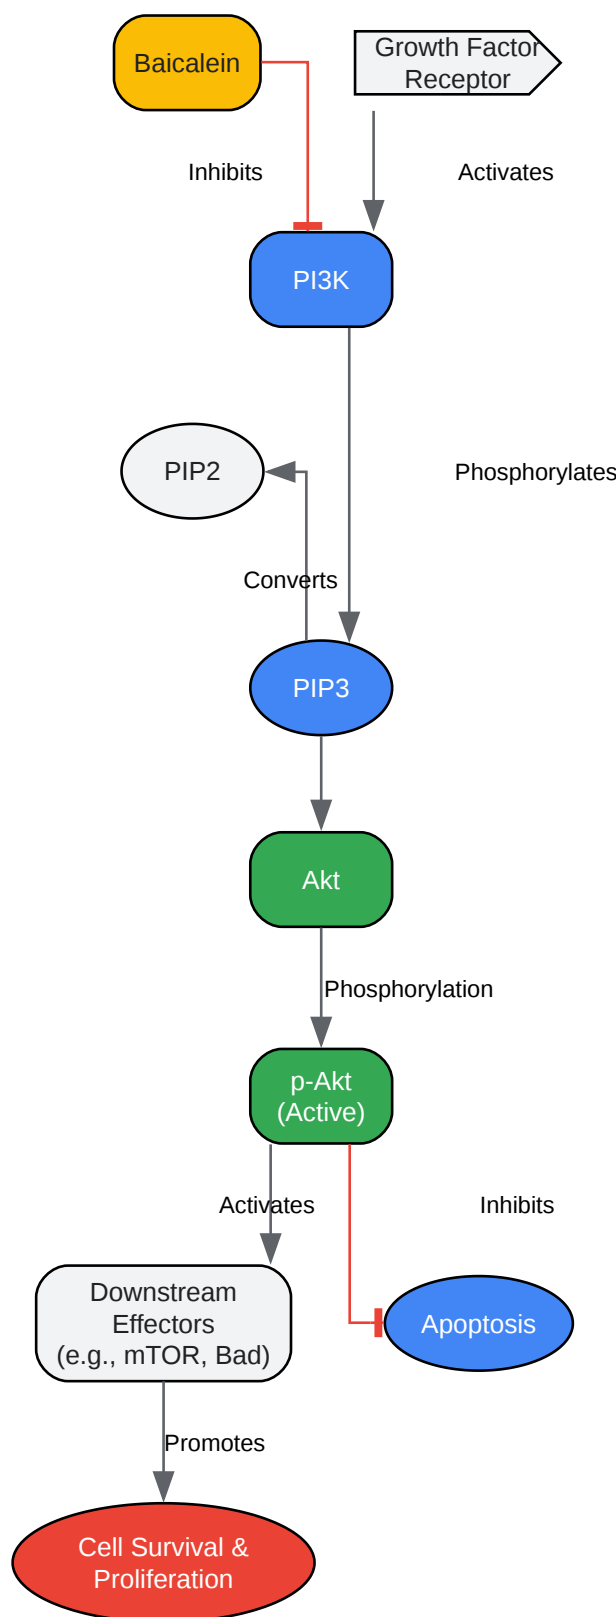 Baicalein
Growth Factor
Receptor
Inhibits
Activates
PI3K
PIP2
Phosphorylates
Converts
PIP3
Akt
Phosphorylation
p-Akt
(Active)
Activates
Inhibits
Downstream
Effectors
(e.g., mTOR, Bad)
Apoptosis
Promotes
Cell Survival &
Proliferation